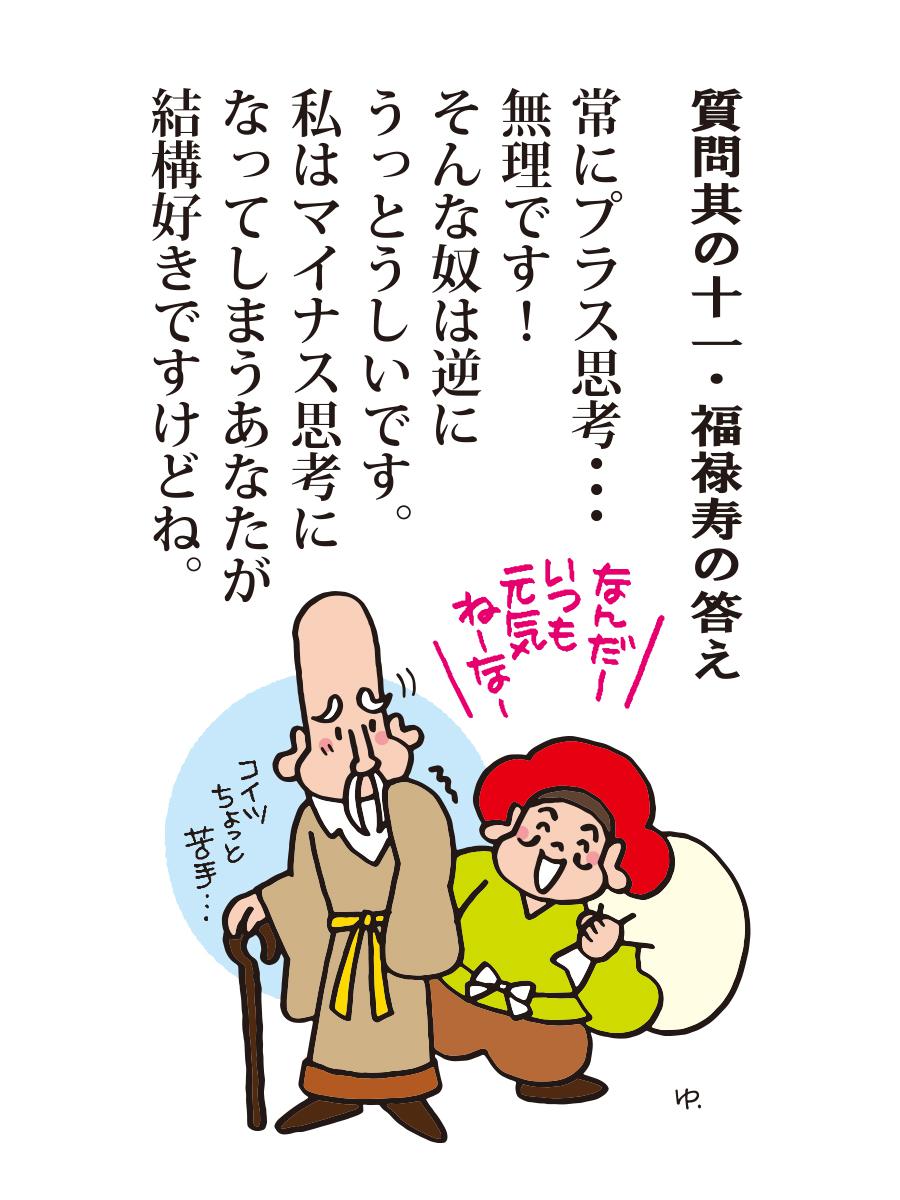 質問其の十一・福禄寿の答え
常にプラス思考・・・
無理です！
そんな奴は逆に
うっとうしいです。
私はマイナス思考に
なってしまうあなたが
結構好きですけどね。
なんだー
いつも
元気
ねーなー
コイツ
ちょっと
苦手…
ゆ.